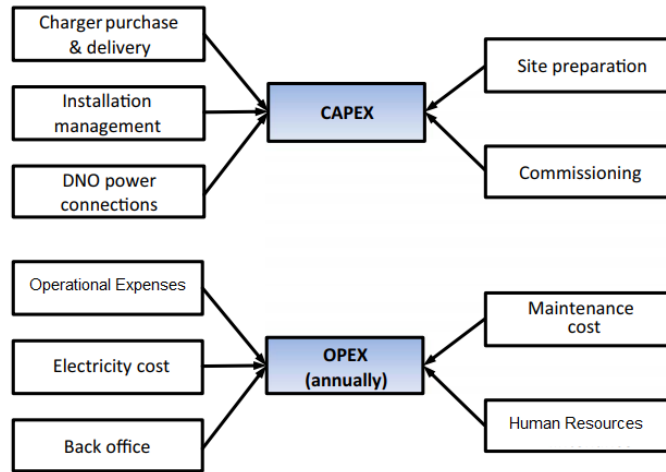 Charger purchase
& delivery
Installation
management
DNO power
connections
CAPEX
Site preparation
Commissioning
Operational Expenses
Electricity cost
Back office
OPEX
(annually)
Maintenance
cost
Human Resources